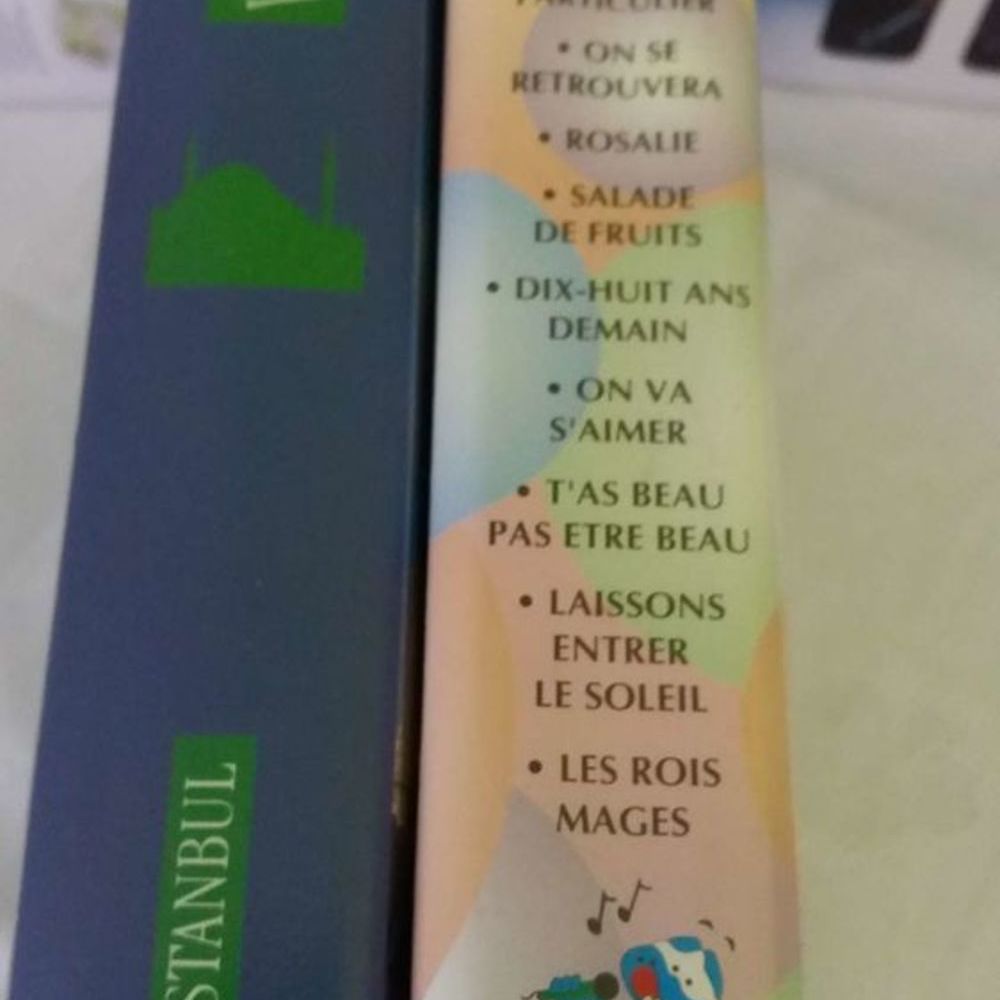 PARTICULIER
• ON SE
RETROUVERA
• ROSALIE
• SALADE
DE FRUITS
• DIX-HUIT ANS
DEMAIN
• ON VA
S'AIMER
• T'AS BEAU
PAS ETRE BEAU
• LAISSONS
ENTRER
LE SOLEIL
• LES ROIS
MAGES
STANBUL